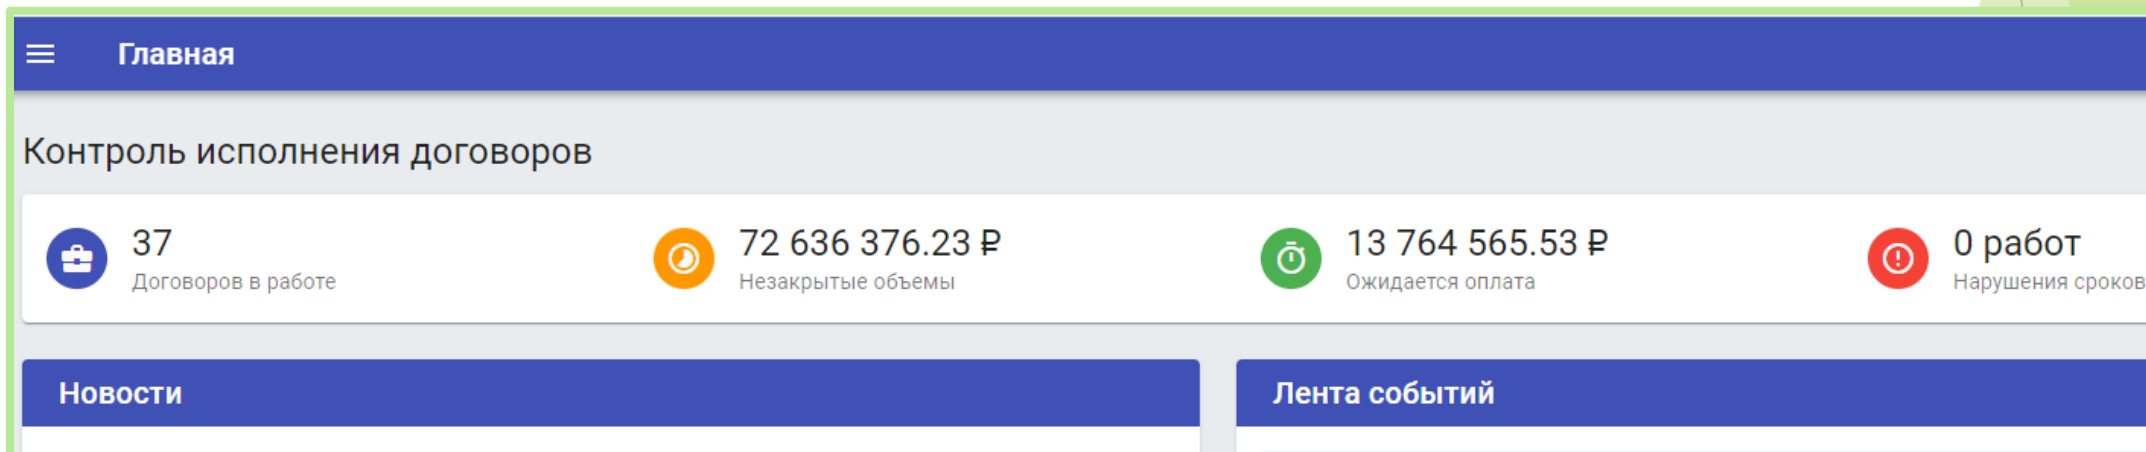 Главная
Контроль исполнения договоров
37
Договоров в работе
72 636 376.23 ₽
Незакрытые объемы
13 764 565.53 ₽
Ожидается оплата
0 работ
Нарушения сроков
Новости
Лента событий